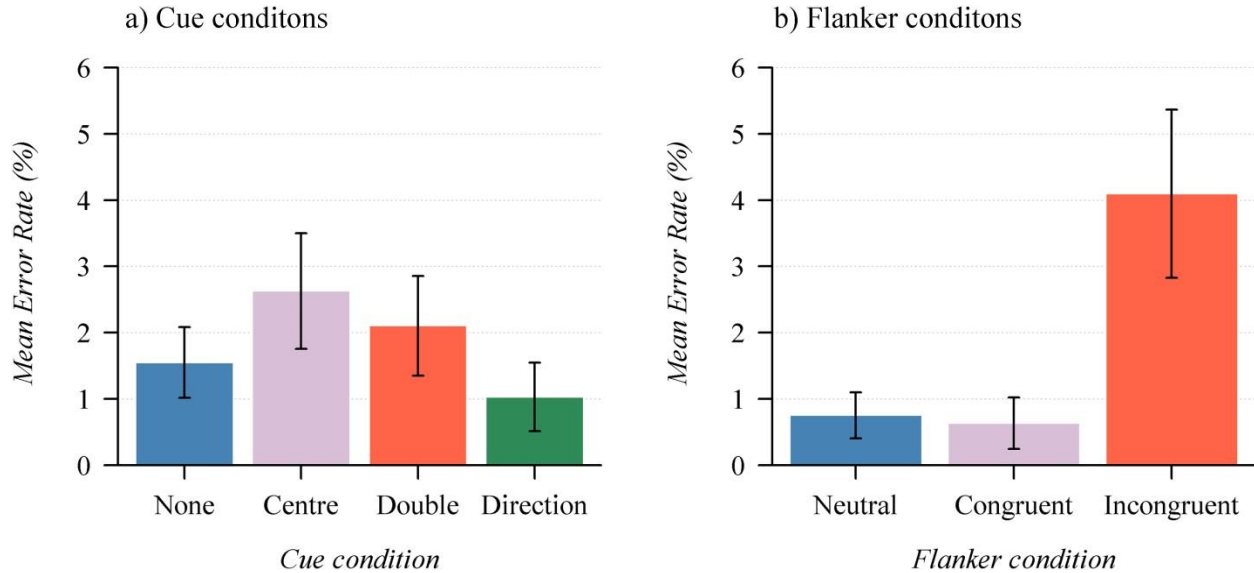 a) Cue conditons
6
5
4
3
2
1
0
Mean Error Rate (%)
None Centre Double Direction
Cue condition
b) Flanker conditons
6
5
4
3
2
1
0
Mean Error Rate (%)
Neutral Congruent Incongruent
Flanker condition